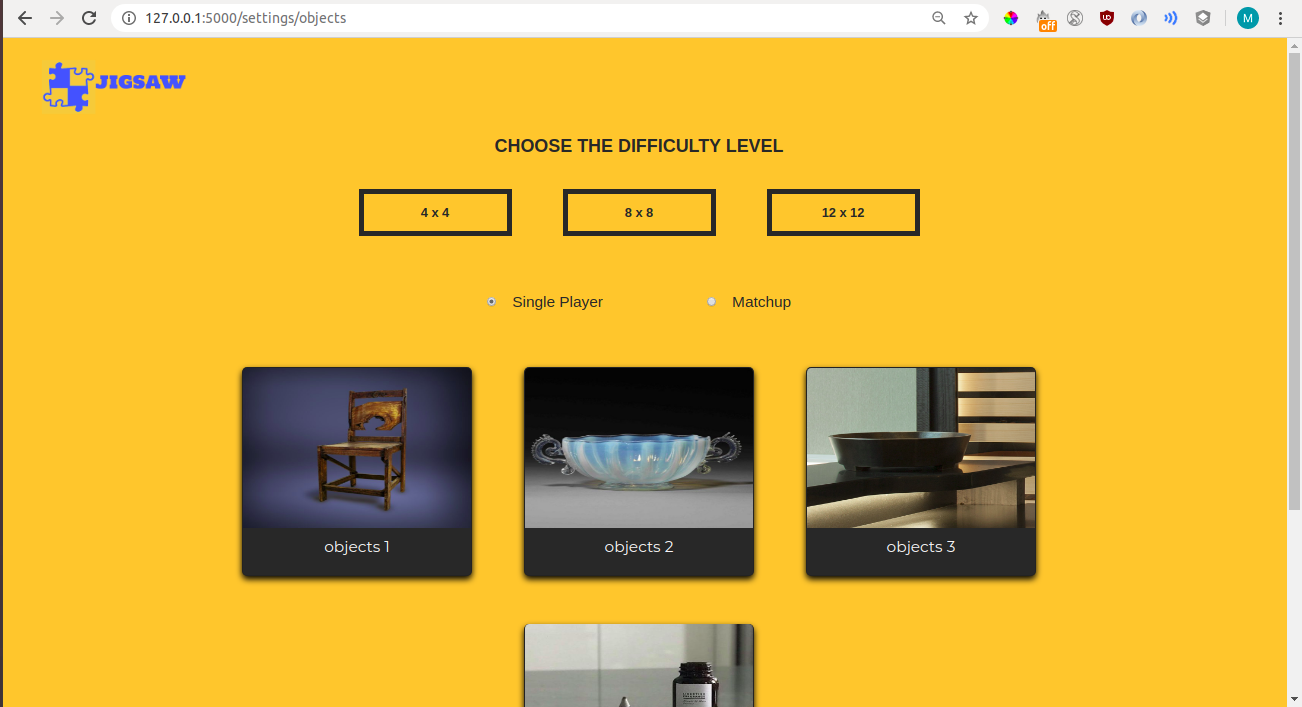 127.0.0.1:5000/settings/objects
off
M
JIGSAW
CHOOSE THE DIFFICULTY LEVEL
4 x 4
8 x 8
12 x 12
Single Player
Matchup
objects 1
objects 2
objects 3